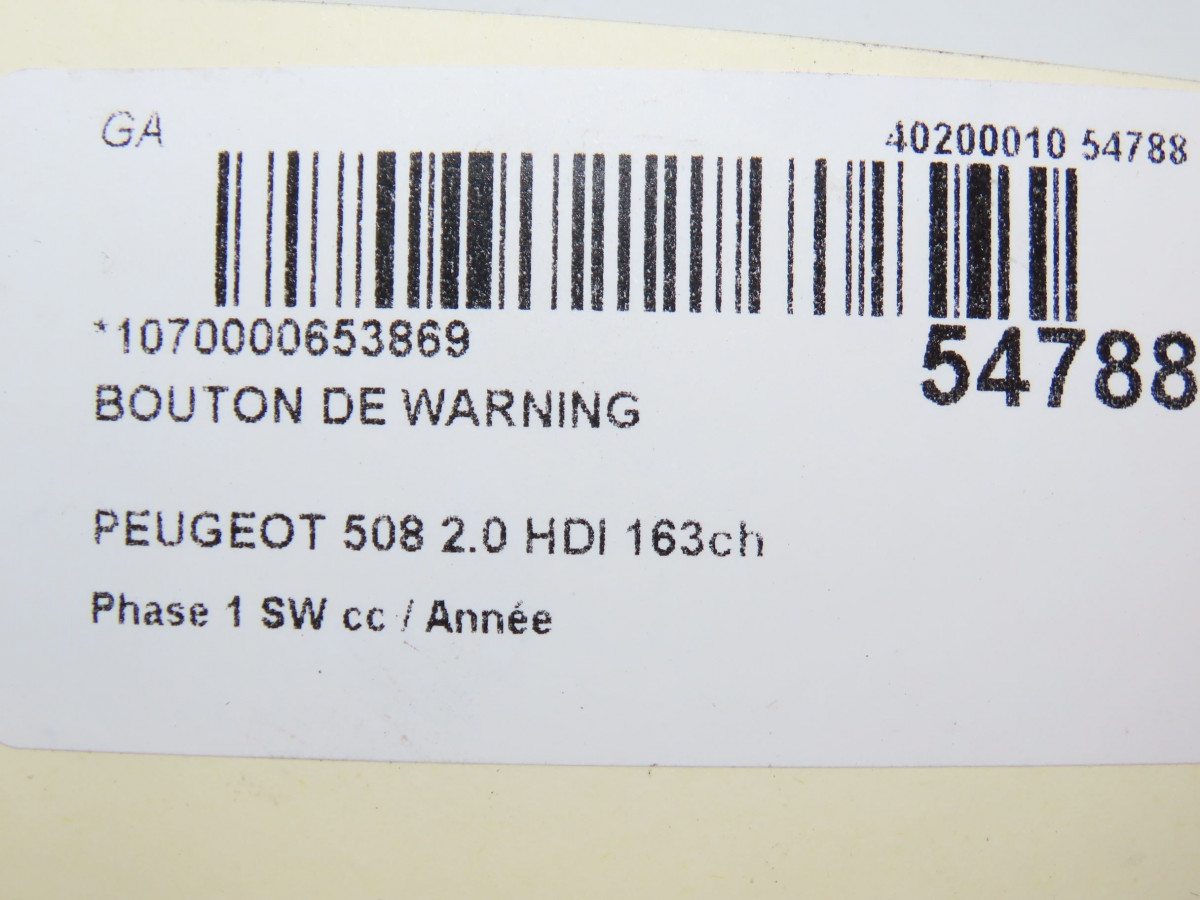 GA
40200010 54788
*1070000653869
54788
BOUTON DE WARNING
PEUGEOT 508 2.0 HDI 163ch
Phase 1 SW cc / Année